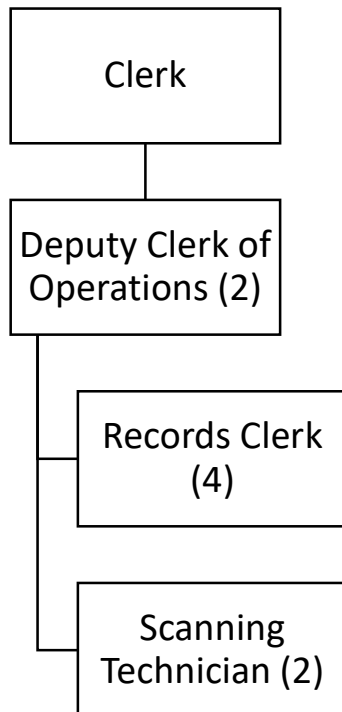 Clerk
Deputy Clerk of
Operations (2)
Records Clerk
(4)
Scanning
Technician (2)